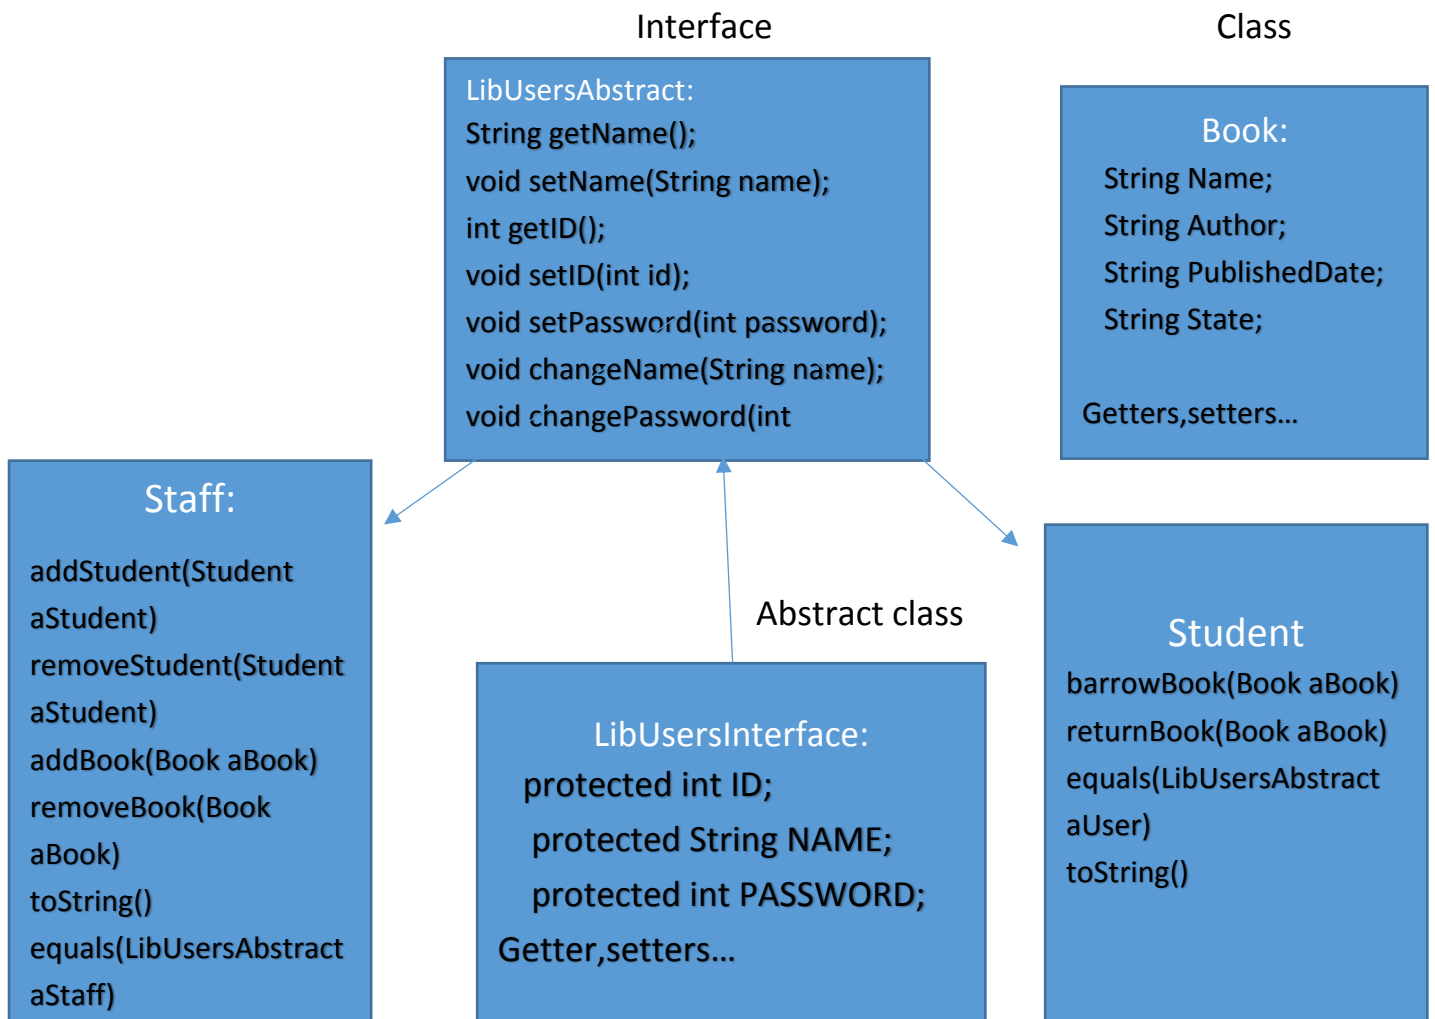 Interface
Class
LibUsersAbstract:
String getName();
void setName(String name);
int getID();
void setID(int id);
void setPassword(int password);
void changeName(String name);
void changePassword(int
Book:
String Name;
String Author;
String PublishedDate;
String State;
Getters,setters...
Staff:
addStudent(Student
aStudent)
removeStudent(Student
aStudent)
addBook(Book aBook)
removeBook(Book
aBook)
toString()
equals(LibUsersAbstract
aStaff)
Abstract class
LibUsersInterface:
protected int ID;
protected String NAME;
protected int PASSWORD;
Getter,setters...
Student
barrowBook(Book aBook)
returnBook(Book aBook)
equals(LibUsersAbstract
aUser)
toString()